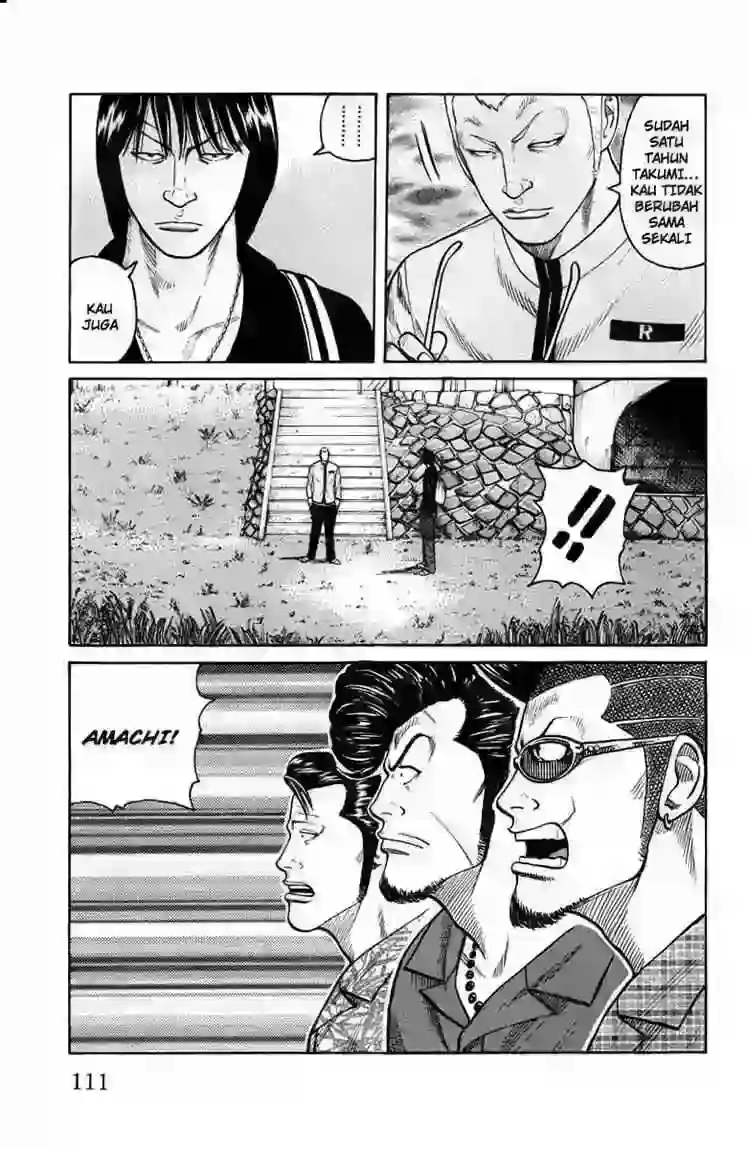 SUDAH
SATU
TAHUN
TAKUMI...
KAU TIDAK
BERUBAH
SAMA
SEKALI
R
..........
KAU
JUGA
!!
AMACHI!
111